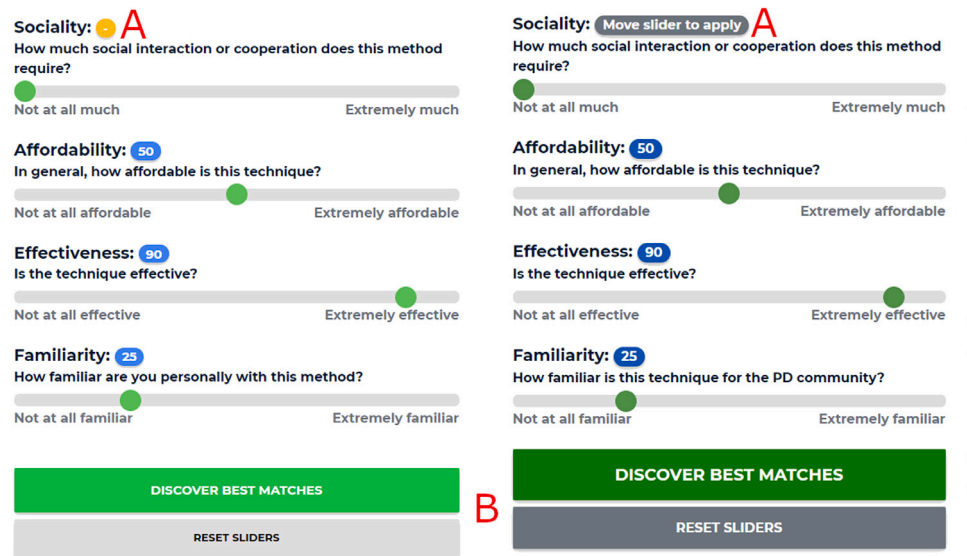 Sociality: - A
How much social interaction or cooperation does this method
require?
Not at all much Extremely much
Affordability: 50
In general, how affordable is this technique?
Not at all affordable Extremely affordable
Effectiveness: 90
Is the technique effective?
Not at all effective Extremely effective
Familiarity: 25
How familiar are you personally with this method?
Not at all familiar Extremely familiar
DISCOVER BEST MATCHES
RESET SLIDERS
B
Sociality: Move slider to apply A
How much social interaction or cooperation does this method
require?
Not at all much Extremely much
Affordability: 50
In general, how affordable is this technique?
Not at all affordable Extremely affordable
Effectiveness: 90
Is the technique effective?
Not at all effective Extremely effective
Familiarity: 25
How familiar is this technique for the PD community?
Not at all familiar Extremely familiar
DISCOVER BEST MATCHES
RESET SLIDERS